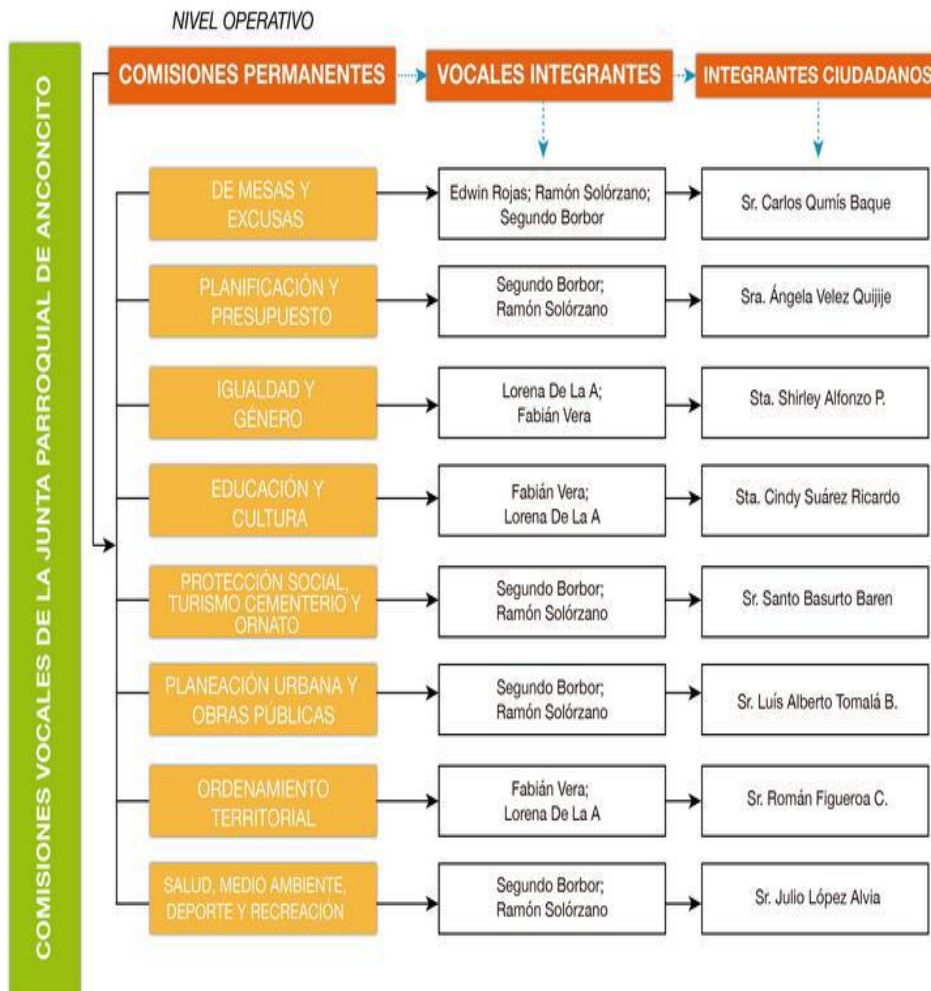 NIVEL OPERATIVO
COMISIONES VOCALES DE LA JUNTA PARROQUIAL DE ANCONCITO
COMISIONES PERMANENTES
VOCALES INTEGRANTES
INTEGRANTES CIUDADANOS
DE MESAS Y
EXCUSAS
Edwin Rojas; Ramón Solórzano;
Segundo Borbor
Sr. Carlos Qumís Baque
PLANIFICACIÓN Y
PRESUPUESTO
Segundo Borbor;
Ramón Solórzano
Sra. Ángela Velez Quijije
IGUALDAD Y
GÉNERO
Lorena De La A;
Fabián Vera
Sta. Shirley Alfonzo P.
EDUCACIÓN Y
CULTURA
Fabián Vera;
Lorena De La A
Sta. Cindy Suárez Ricardo
PROTECCIÓN SOCIAL,
TURISMO CEMENTERIO Y
ORNATO
Segundo Borbor;
Ramón Solórzano
Sr. Santo Basurto Baren
PLANEACIÓN URBANA Y
OBRAS PÚBLICAS
Segundo Borbor;
Ramón Solórzano
Sr. Luís Alberto Tomalá B.
ORDENAMIENTO
TERRITORIAL
Fabián Vera;
Lorena De La A
Sr. Román Figueroa C.
SALUD, MEDIO AMBIENTE,
DEPORTE Y RECREACIÓN
Segundo Borbor;
Ramón Solórzano
Sr. Julio López Alvia